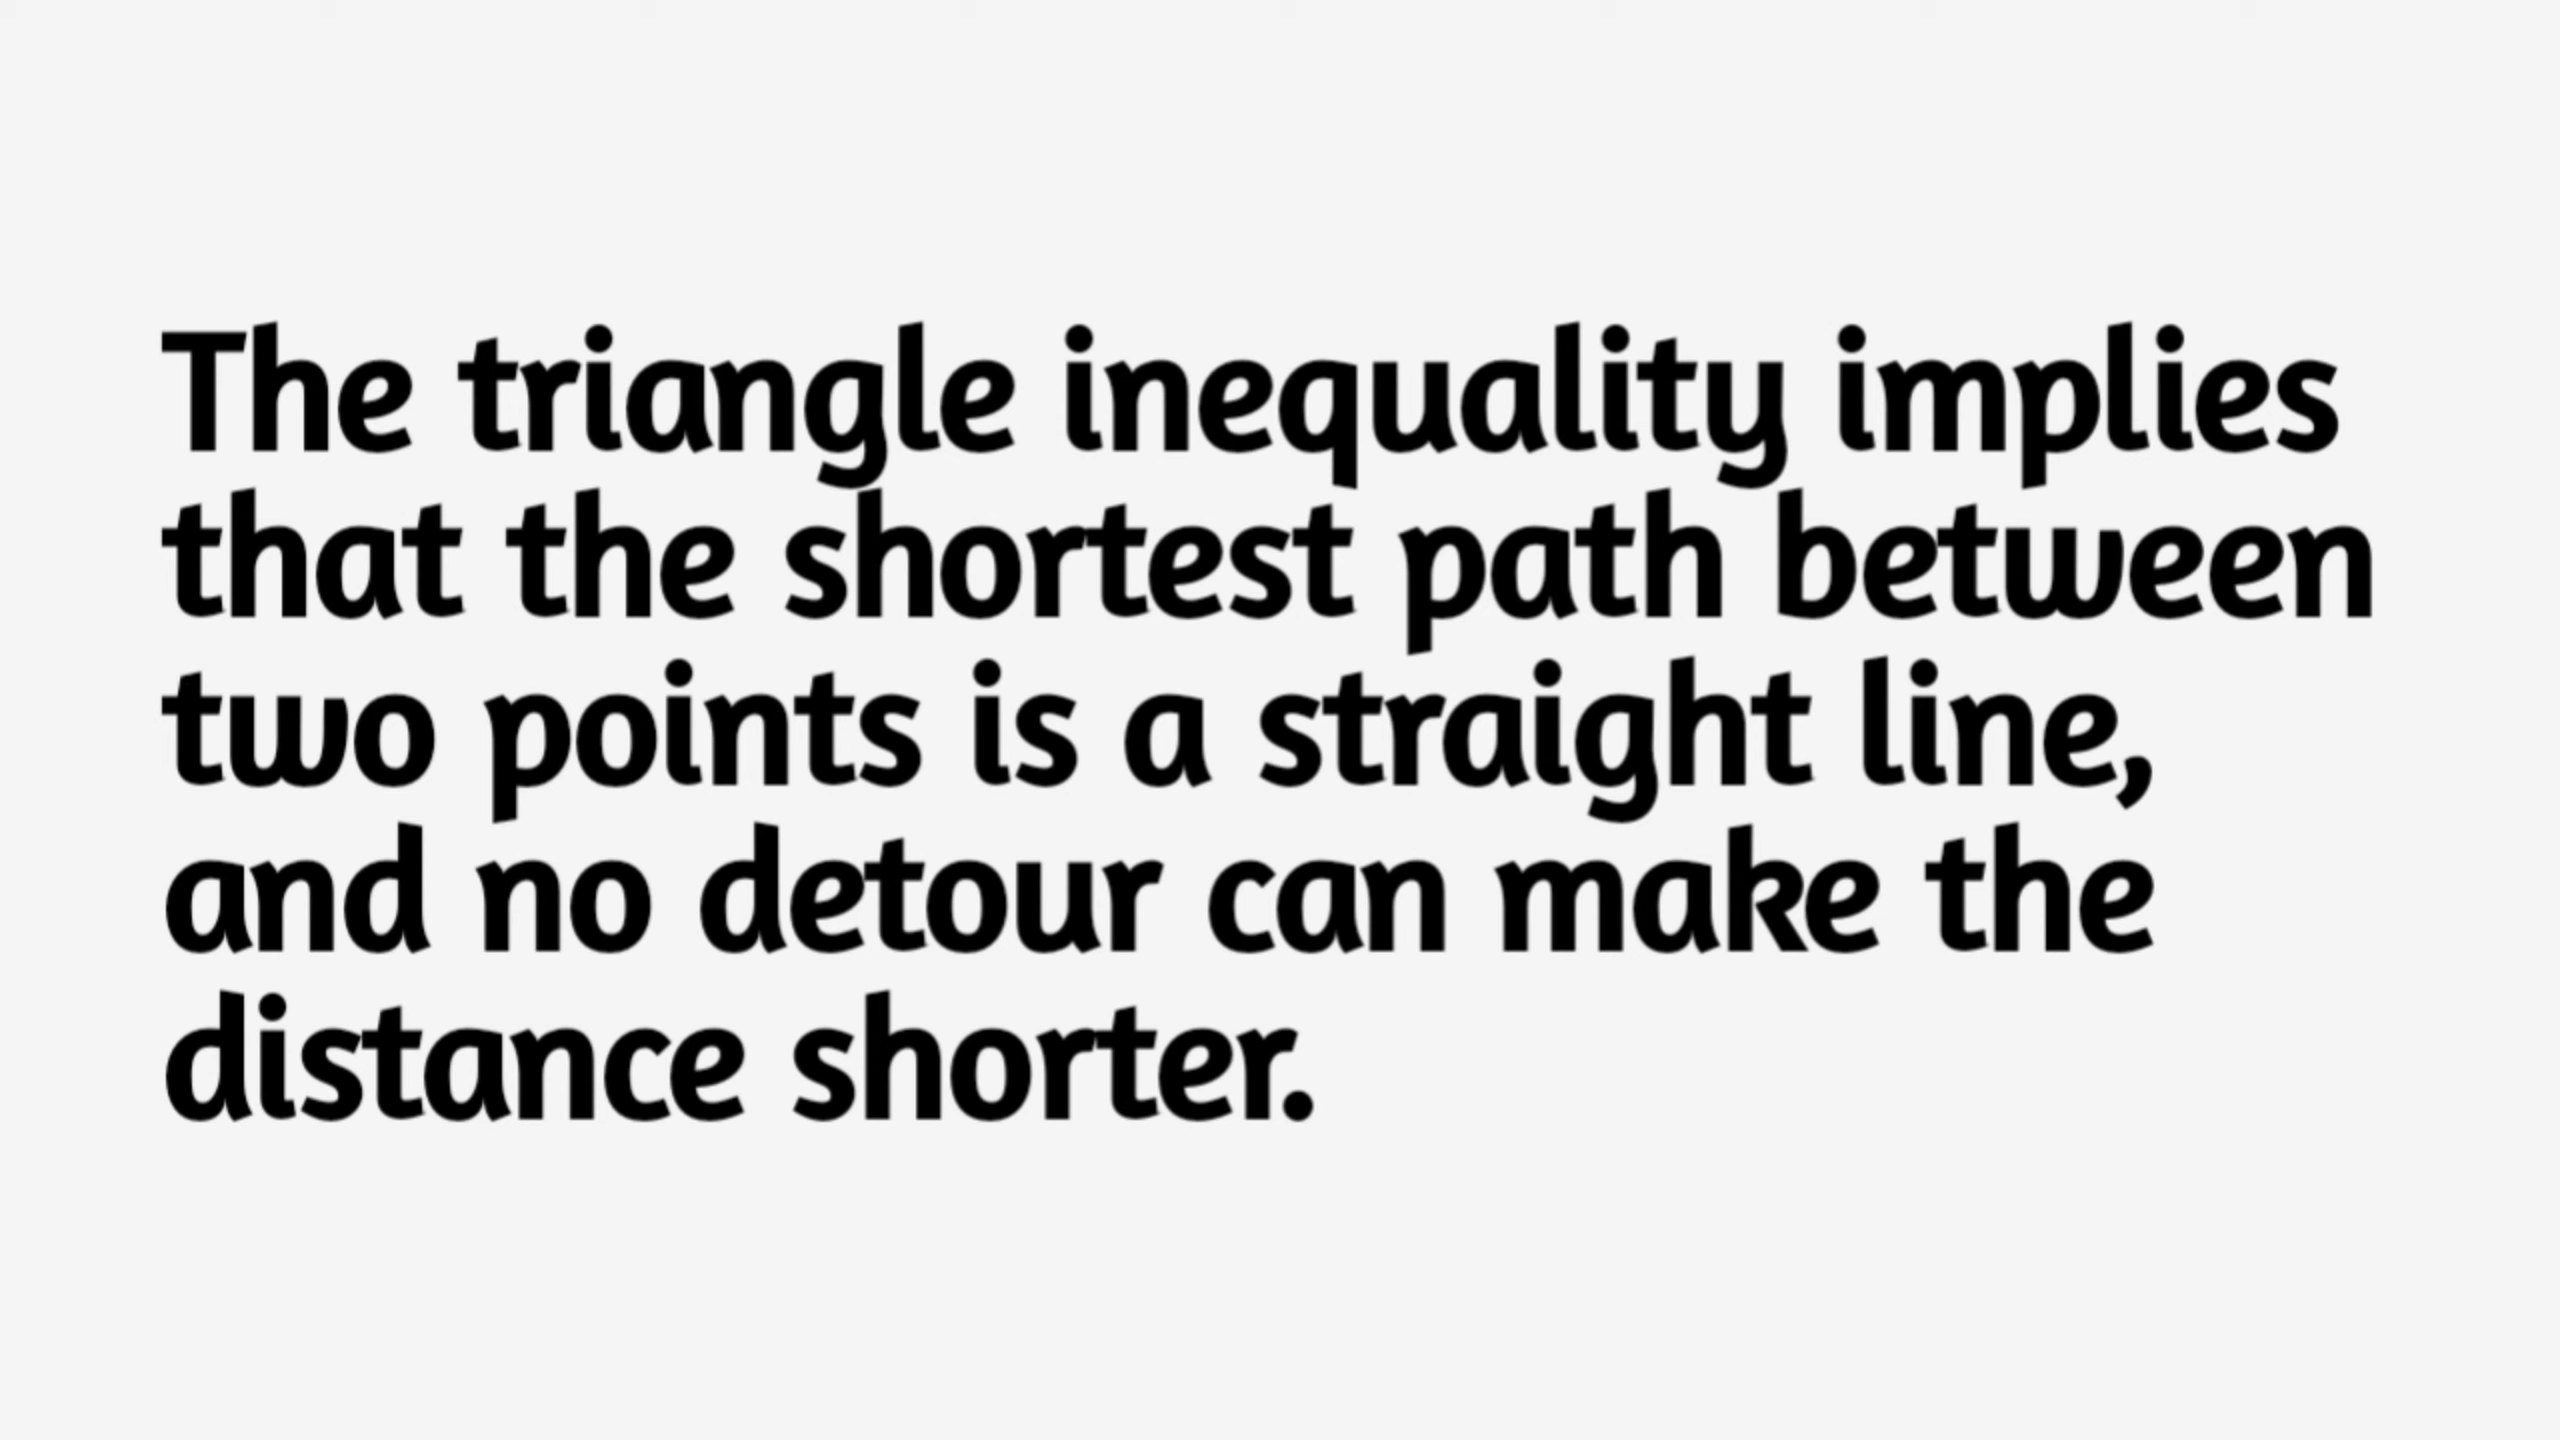 The triangle inequality implies
that the shortest path between
two points is a straight line,
and no detour can make the
distance shorter.